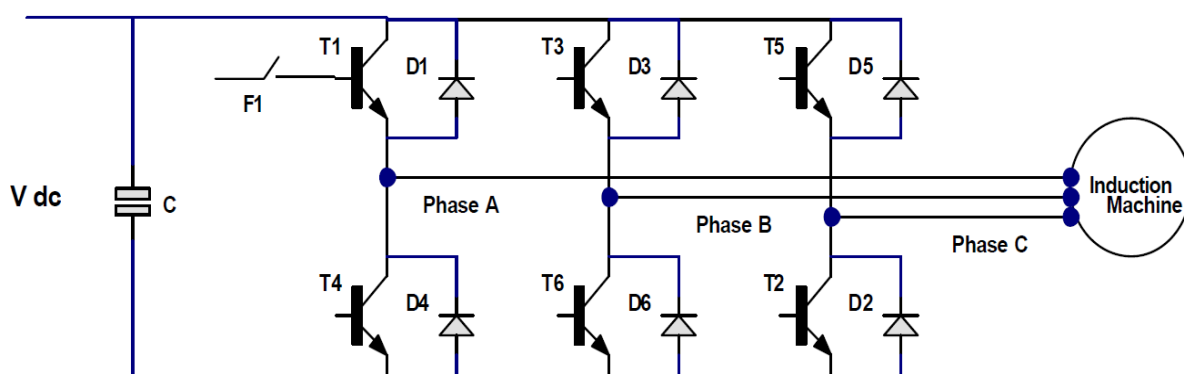 T1
D1
T3
D3
T5
D5
F1
V dc
C
Phase A
Phase B
Phase C
Induction
Machine
T4
D4
T6
D6
T2
D2